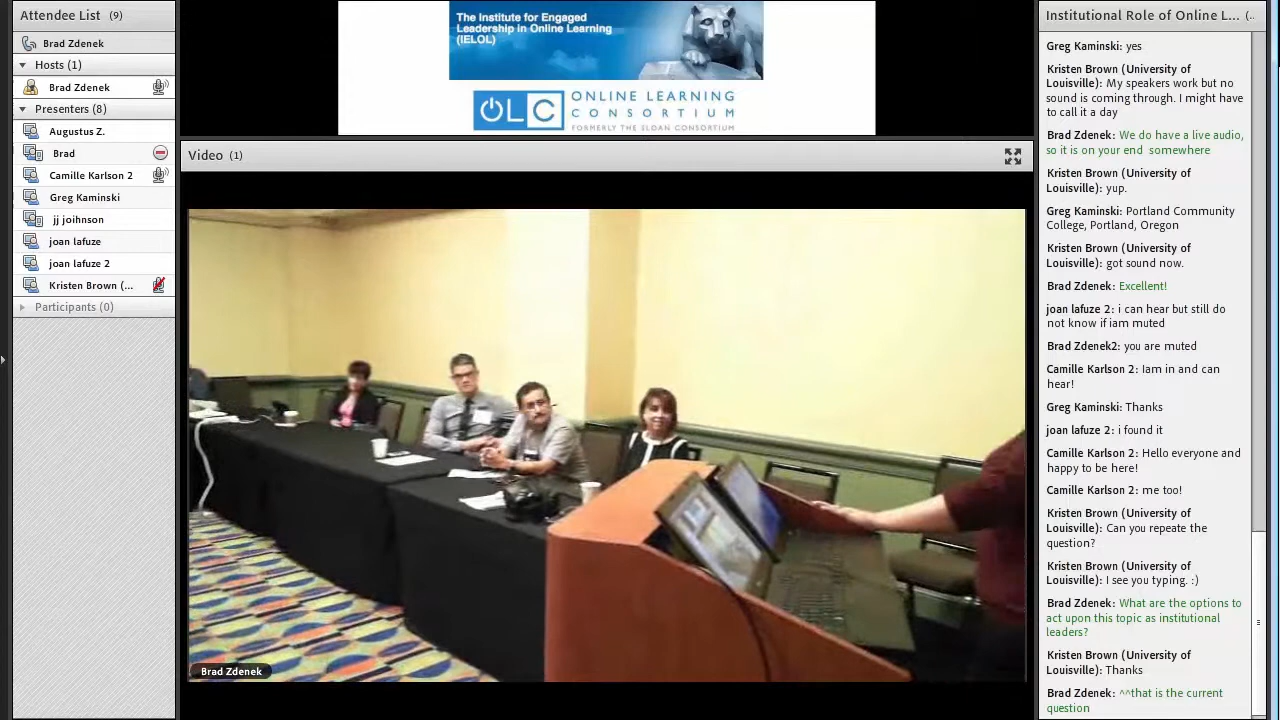 Attendee List (9)
Brad Zdenek
Hosts (1)
Brad Zdenek
Presenters (8)
Augustus Z.
Brad
Camille Karlson 2
Greg Kaminski
jj joihnson
joan lafuze
joan lafuze 2
Kristen Brown (...
Participants (0)
The Institute for Engaged
Leadership in Online Learning
(IELOL)
OLC ONLINE LEARNING
CONSORTIUM
FORMERLY THE SLOAN CONSORTIUM
Video (1)
Brad Zdenek
Institutional Role of Online L... (..
Greg Kaminski: yes
Kristen Brown (University of
Louisville): My speakers work but no
sound is coming through. I might have
to call it a day
Brad Zdenek: We do have a live audio,
so it is on your end somewhere
Kristen Brown (University of
Louisville): yup.
Greg Kaminski: Portland Community
College, Portland, Oregon
Kristen Brown (University of
Louisville): got sound now.
Brad Zdenek: Excellent!
joan lafuze 2: i can hear but still do
not know if iam muted
Brad Zdenek2: you are muted
Camille Karlson 2: Iam in and can
hear!
Greg Kaminski: Thanks
joan lafuze 2: i found it
Camille Karlson 2: Hello everyone and
happy to be here!
Camille Karlson 2: me too!
Kristen Brown (University of
Louisville): Can you repeate the
question?
Kristen Brown (University of
Louisville): I see you typing. :)
Brad Zdenek: What are the options to
act upon this topic as institutional
leaders?
Kristen Brown (University of
Louisville): Thanks
Brad Zdenek: ^^that is the current
question